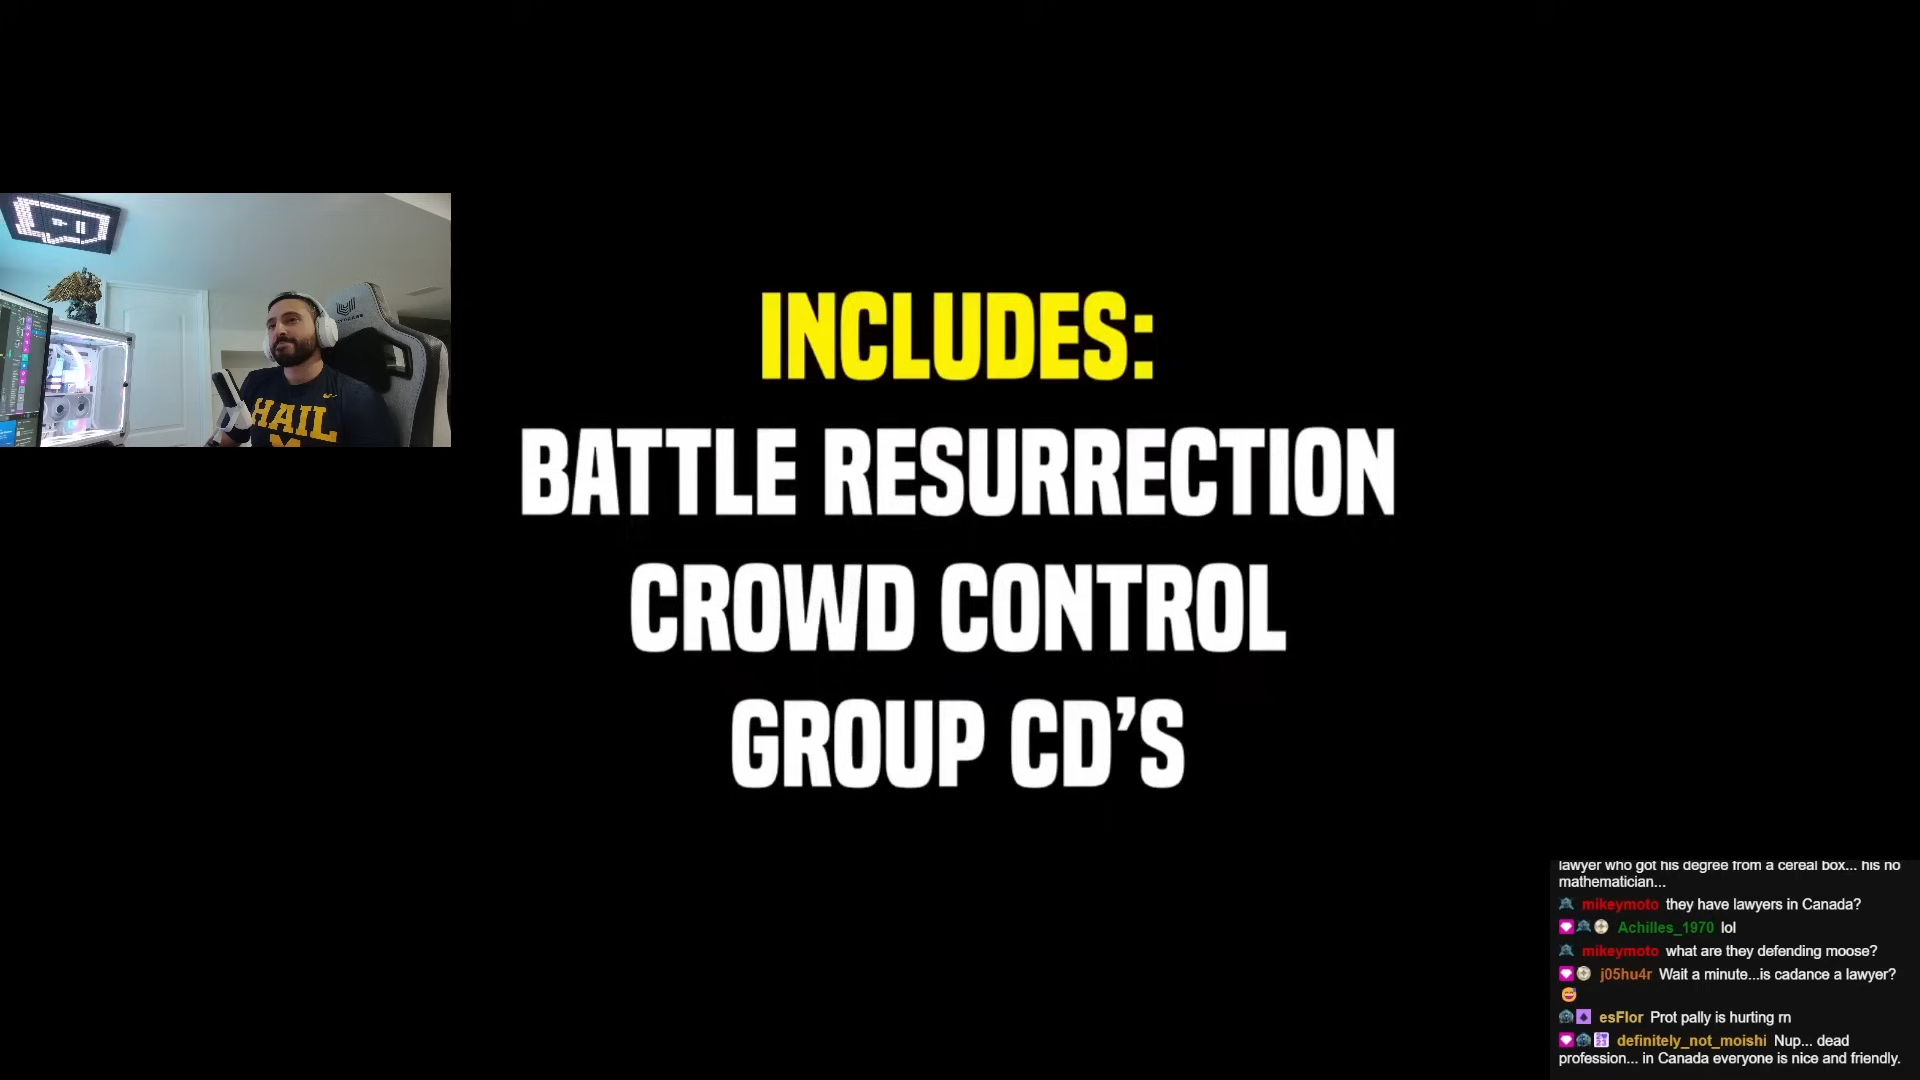 HAIL
M
INCLUDES:
BATTLE RESURRECTION
CROWD CONTROL
GROUP CD'S
lawyer who got his degree from a cereal box... his no
mathematician...
mikeymoto they have lawyers in Canada?
Achilles_1970 lol
mikeymoto what are they defending moose?
j05hu4r Wait a minute...is cadance a lawyer?
esFlor Prot pally is hurting rn
definitely_not_moishi Nup... dead
profession... in Canada everyone is nice and friendly.